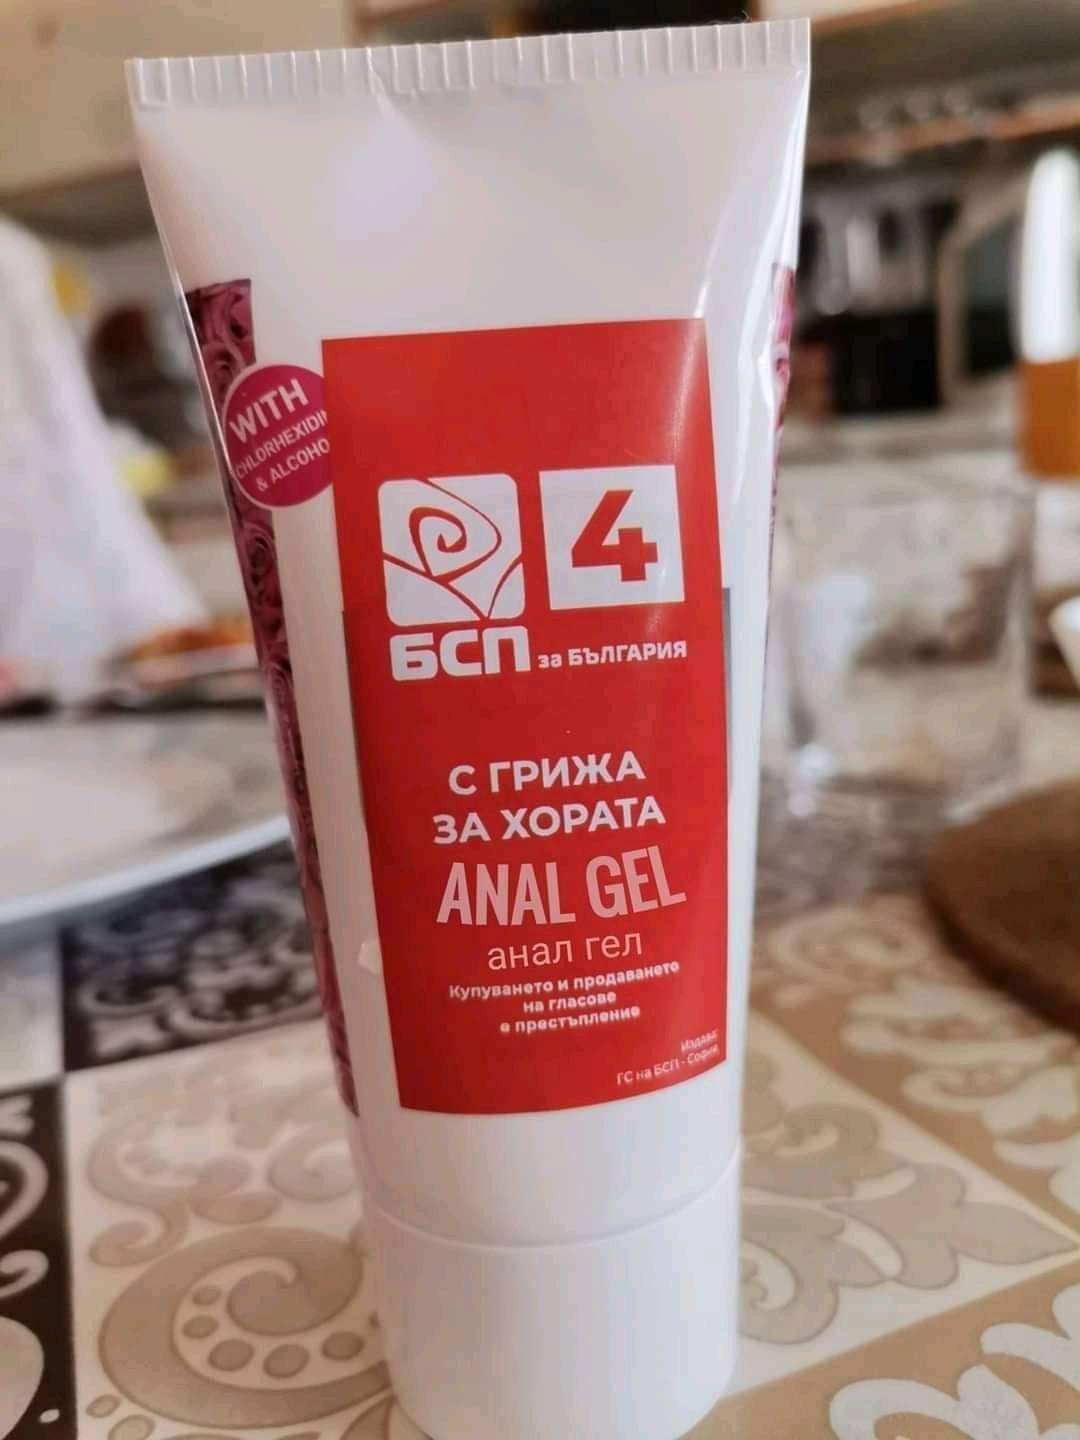 WITH
& ALCOHO
4
БСП за БЪЛГАРИЯ
С ГРИЖА
ЗА ХОРАТА
ANAL GEL
анал гел
Купуването и продаването
на гласове
е престъпление
ГС на БСП - София